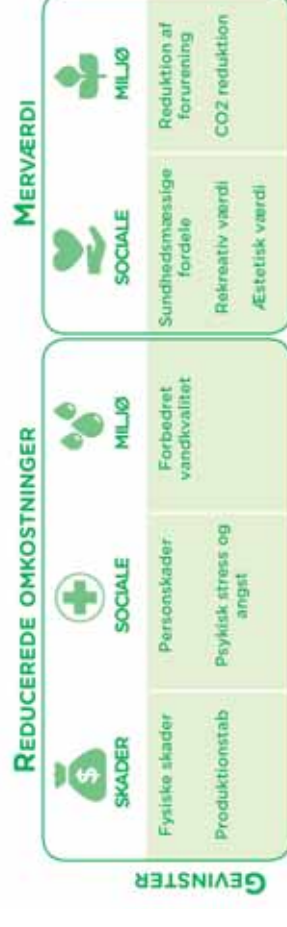 REDUCEREDE OMKOSTNINGER
MERVÆRDI
GEVINSTER
$
SKADER
Fysiske skader
Produktionstab
SOCIALE
Personskader
Psykisk stress og
angst
MILJØ
Forbedret
vandkvalitet
SOCIALE
Sundhedsmæssige
fordele
Rekreativ værdi
Æstetisk værdi
MILJØ
Reduktion af
forurening
CO2 reduktion